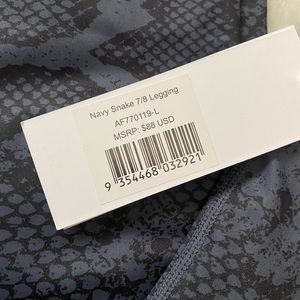 Navy Snake 7/8 Legging
AF770119-L
MSRP: $88 USD
9 354468 032921